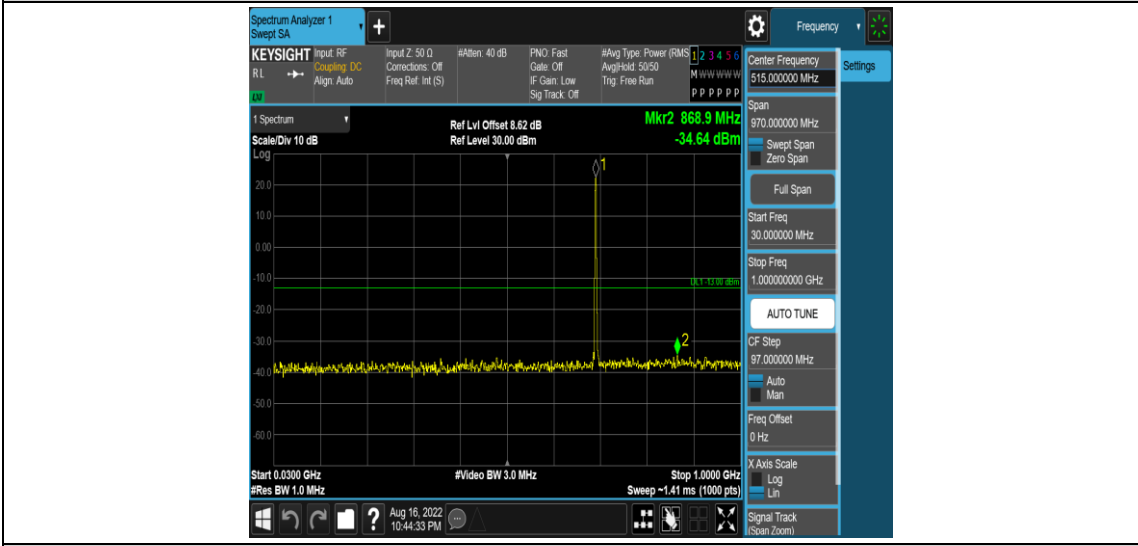 Spectrum Analyzer 1
Swept SA
+
Frequency
KEYSIGHT
RL
Input: RF
Coupling: DC
Align: Auto
Input Z: 50 Ω
Corrections: Off
Freq Ref: Int (S)
#Atten: 40 dB
PNO: Fast
Gate: Off
IF Gain: Low
Sig Track: Off
#Avg Type: Power (RMS
Avg|Hold: 50/50
Trig: Free Run
1 2 3 4 5 6
M W W W W W
P P P P P P
1 Spectrum
Scale/Div 10 dB
Log
Ref Lvl Offset 8.62 dB
Ref Level 30.00 dBm
Mkr2 868.9 MHz
-34.64 dBm
20.0
10.0
0.00
-10.0
-20.0
-30.0
-40.0
-50.0
-60.0
1
DL1 -13.00 dBm
2
Start 0.0300 GHz
#Res BW 1.0 MHz
#Video BW 3.0 MHz
Stop 1.0000 GHz
Sweep ~1.41 ms (1000 pts)
?
Aug 16, 2022
10:44:33 PM
Center Frequency
515.000000 MHz
Settings
Span
970.000000 MHz
Swept Span
Zero Span
Full Span
Start Freq
30.000000 MHz
Stop Freq
1.000000000 GHz
AUTO TUNE
CF Step
97.000000 MHz
Auto
Man
Freq Offset
0 Hz
X Axis Scale
Log
Lin
Signal Track
(Span Zoom)